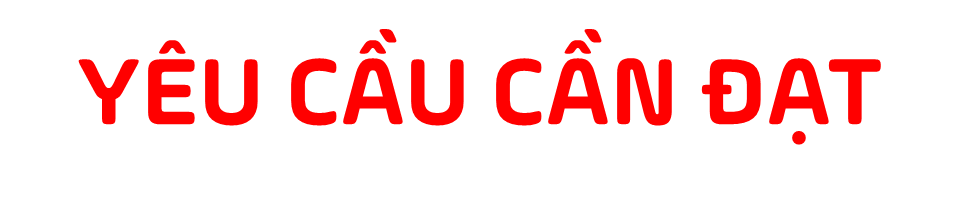 YÊU CẦU CẦN ĐẠT